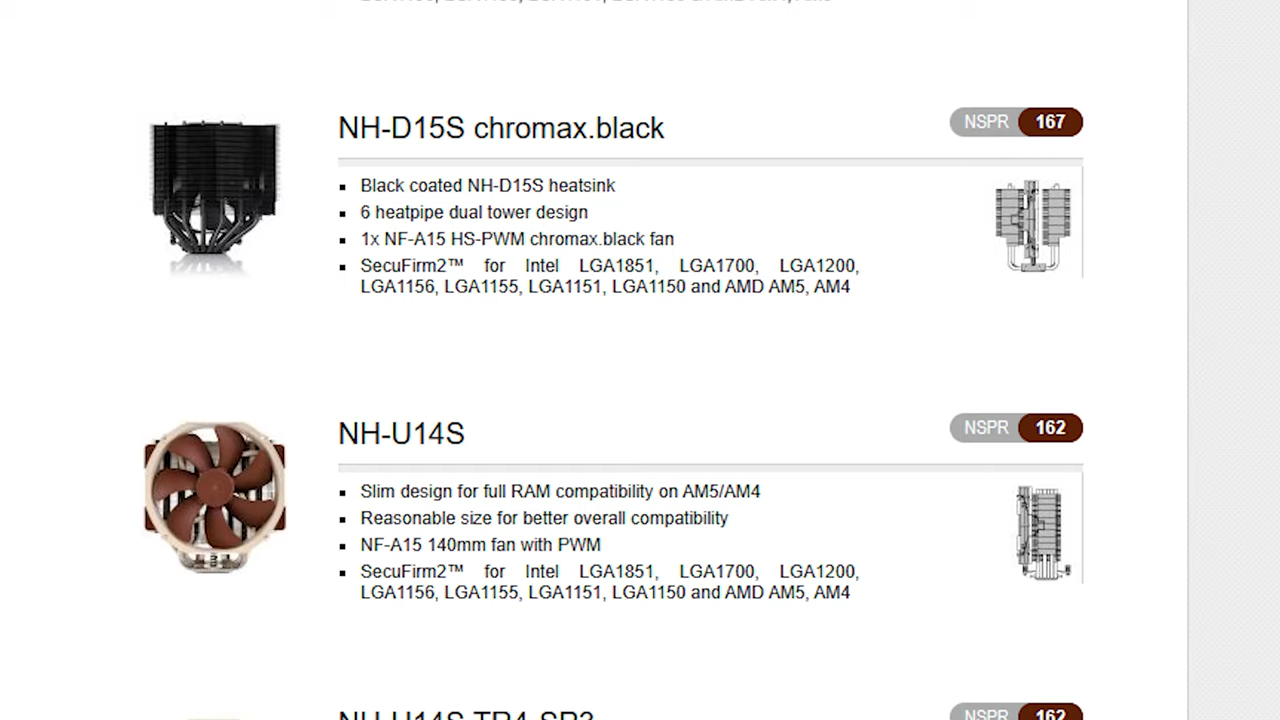 NH-D15S chromax.black
NSPR 167
Black coated NH-D15S heatsink
6 heatpipe dual tower design
1x NF-A15 HS-PWM chromax.black fan
SecuFirm2™ for Intel LGA1851, LGA1700, LGA1200,
LGA1156, LGA1155, LGA1151, LGA1150 and AMD AM5, AM4
NH-U14S
NSPR 162
Slim design for full RAM compatibility on AM5/AM4
Reasonable size for better overall compatibility
NF-A15 140mm fan with PWM
SecuFirm2™ for Intel LGA1851, LGA1700, LGA1200,
LGA1156, LGA1155, LGA1151, LGA1150 and AMD AM5, AM4
NH-U14S TR4-SP3
NSPR 162